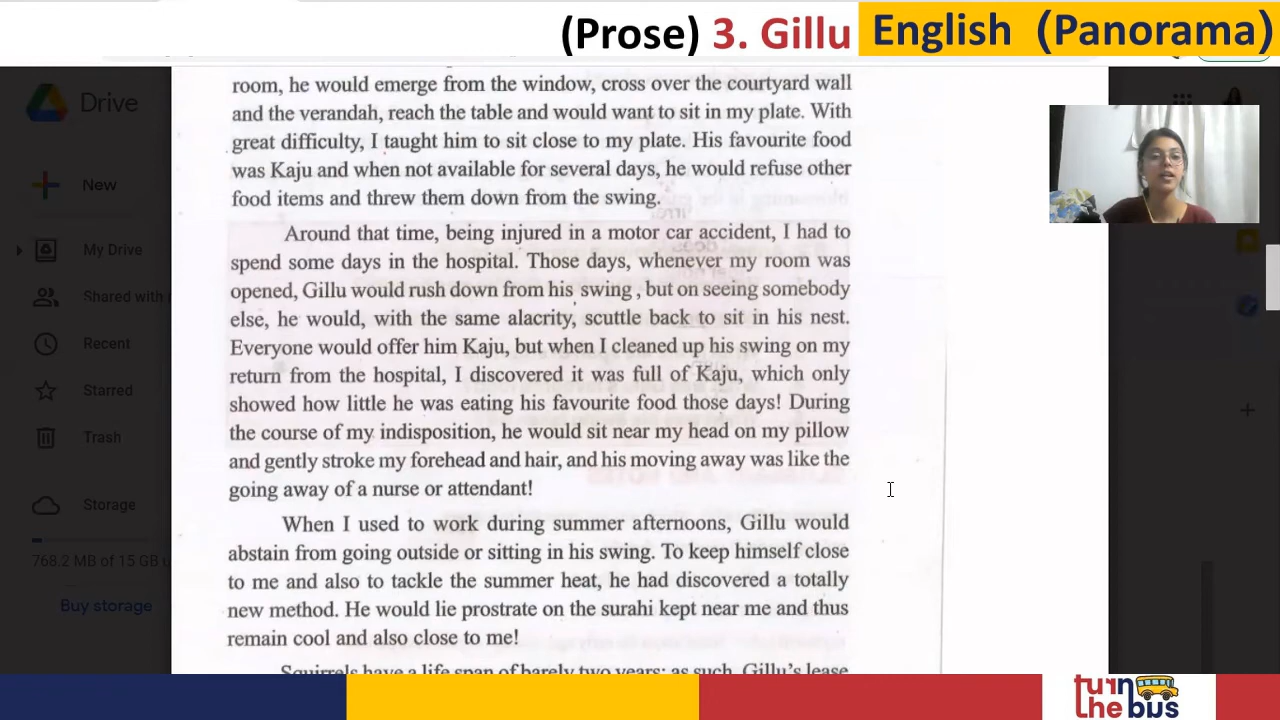 (Prose) 3. Gillu English (Panorama)
Drive
New
My Drive
Shared with
Recent
Starred
Trash
Storage
768.2 MB of 15 GB u
Buy storage
room, he would emerge from the window, cross over the courtyard wall
and the verandah, reach the table and would want to sit in my plate. With
great difficulty, I taught him to sit close to my plate. His favourite food
was Kaju and when not available for several days, he would refuse other
food items and threw them down from the swing.
Around that time, being injured in a motor car accident, I had to
spend some days in the hospital. Those days, whenever my room was
opened, Gillu would rush down from his swing , but on seeing somebody
else, he would, with the same alacrity, scuttle back to sit in his nest.
Everyone would offer him Kaju, but when I cleaned up his swing on my
return from the hospital, I discovered it was full of Kaju, which only
showed how little he was eating his favourite food those days! During
the course of my indisposition, he would sit near my head on my pillow
and gently stroke my forehead and hair, and his moving away was like the
going away of a nurse or attendant!
When I used to work during summer afternoons, Gillu would
abstain from going outside or sitting in his swing. To keep himself close
to me and also to tackle the summer heat, he had discovered a totally
new method. He would lie prostrate on the surahi kept near me and thus
remain cool and also close to me!
Squirrels have a life span of barely two years; as such, Gillu's lease
turn
the bus